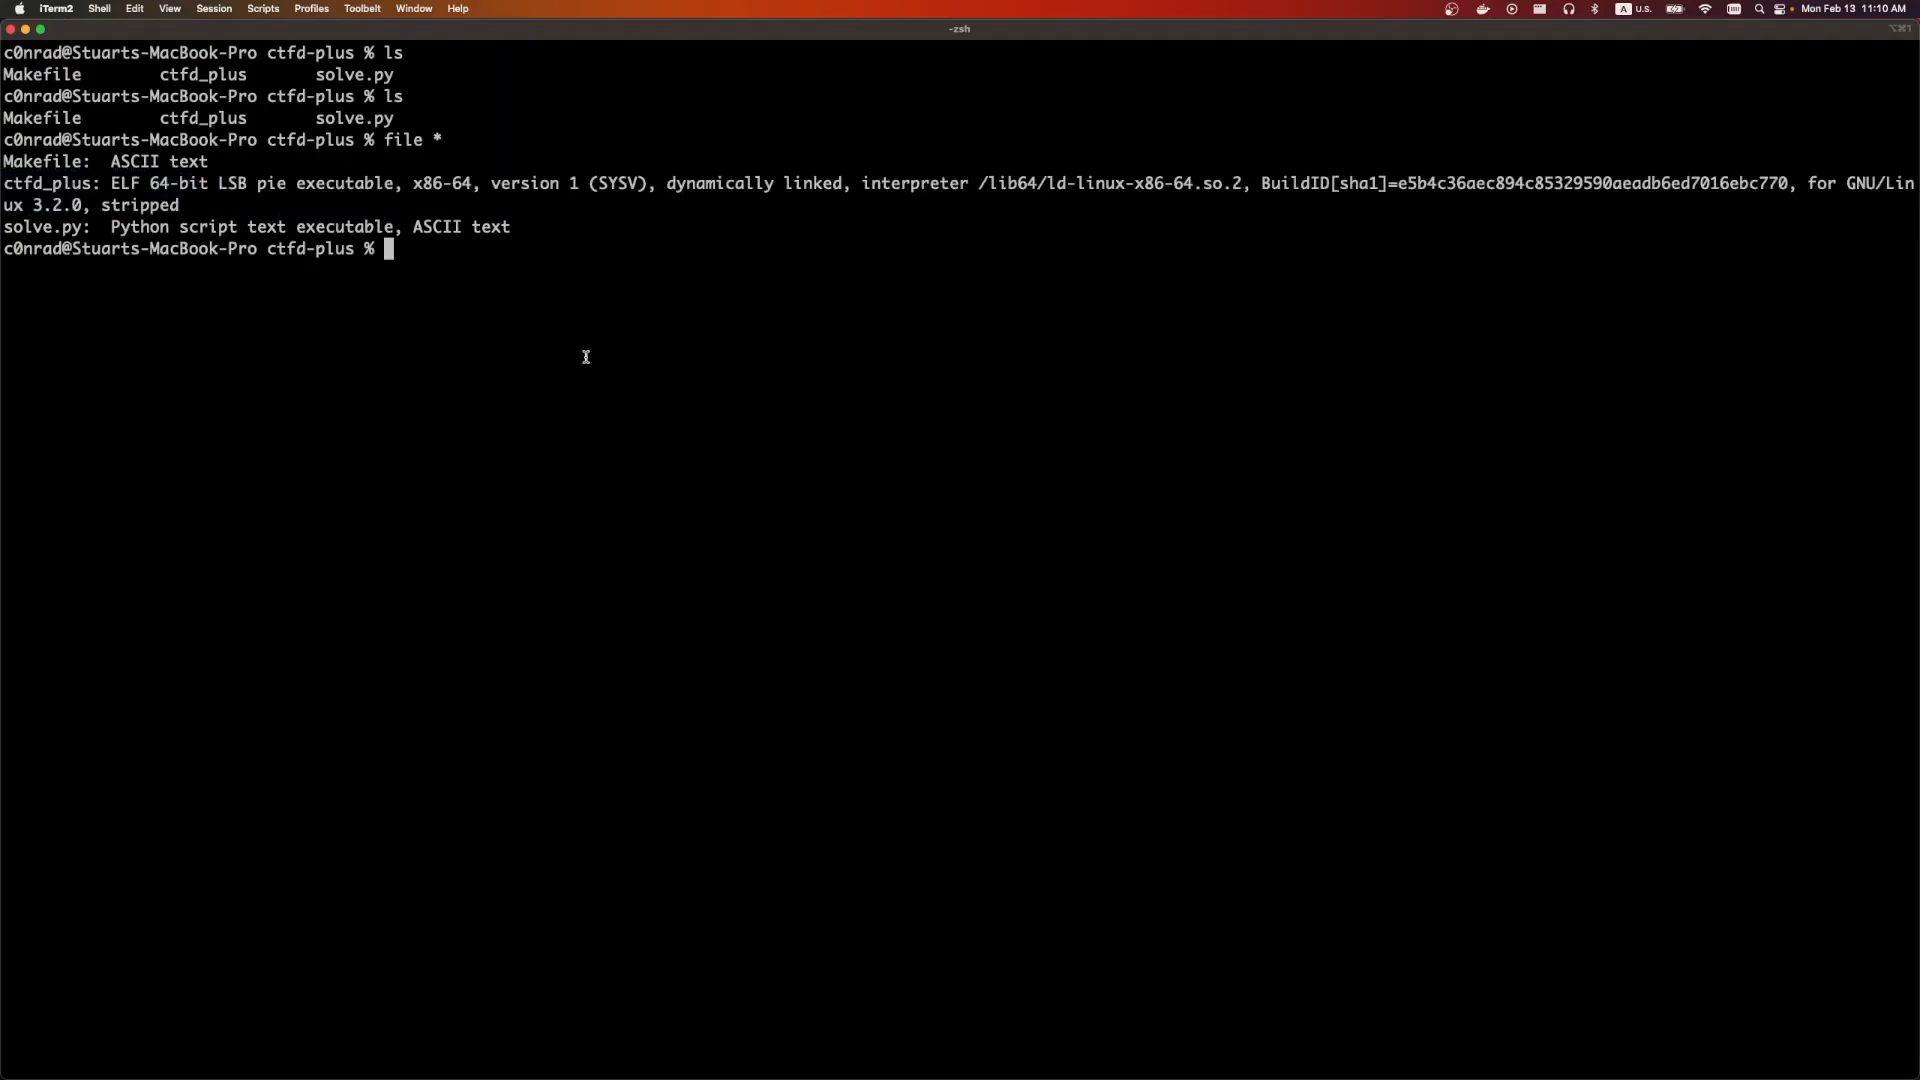 iTerm2 Shell Edit View Session Scripts Profiles Toolbelt Window Help A U.S. Mon Feb 13 11:10 AM
-zsh ⌥⌘1
c0nrad@Stuarts-MacBook-Pro ctfd-plus % ls
Makefile ctfd_plus solve.py
c0nrad@Stuarts-MacBook-Pro ctfd-plus % ls
Makefile ctfd_plus solve.py
c0nrad@Stuarts-MacBook-Pro ctfd-plus % file *
Makefile: ASCII text
ctfd_plus: ELF 64-bit LSB pie executable, x86-64, version 1 (SYSV), dynamically linked, interpreter /lib64/ld-linux-x86-64.so.2, BuildID[sha1]=e5b4c36aec894c85329590aeadb6ed7016ebc770, for GNU/Lin
ux 3.2.0, stripped
solve.py: Python script text executable, ASCII text
c0nrad@Stuarts-MacBook-Pro ctfd-plus %